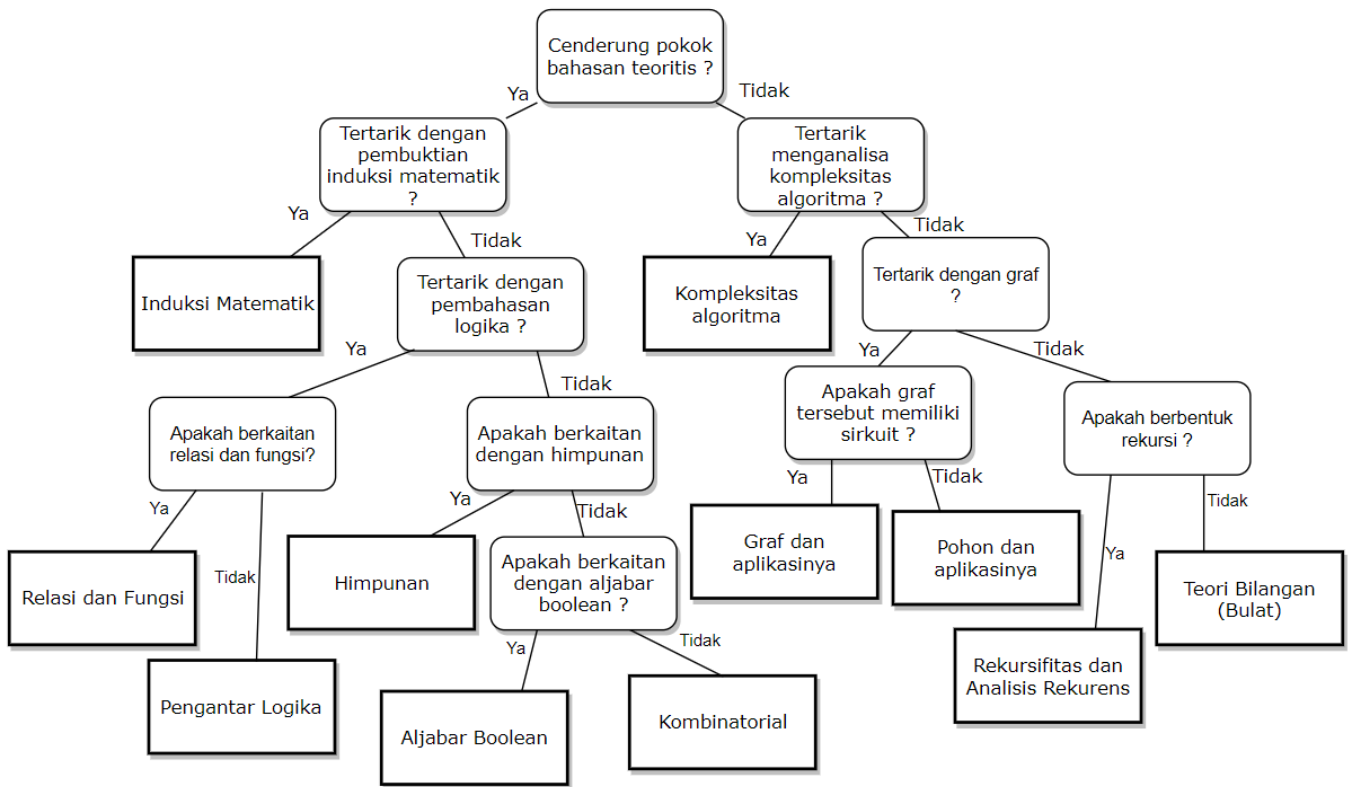 Cenderung pokok
bahasan teoritis ?
Ya
Tidak
Tertarik dengan
pembuktian
induksi matematik
?
Tertarik
menganalisa
kompleksitas
algoritma ?
Ya
Tidak
Ya
Tidak
Induksi Matematik
Tertarik dengan
pembahasan
logika ?
Kompleksitas
algoritma
Tertarik dengan graf
?
Ya
Tidak
Ya
Tidak
Apakah berkaitan
relasi dan fungsi?
Apakah berkaitan
dengan himpunan
Apakah graf
tersebut memiliki
sirkuit ?
Apakah berbentuk
rekursi ?
Ya
Tidak
Ya
Tidak
Ya
Tidak
Ya
Tidak
Relasi dan Fungsi
Himpunan
Apakah berkaitan
dengan aljabar
boolean ?
Graf dan
aplikasinya
Pohon dan
aplikasinya
Teori Bilangan
(Bulat)
Ya
Tidak
Pengantar Logika
Aljabar Boolean
Kombinatorial
Rekursifitas dan
Analisis Rekurens